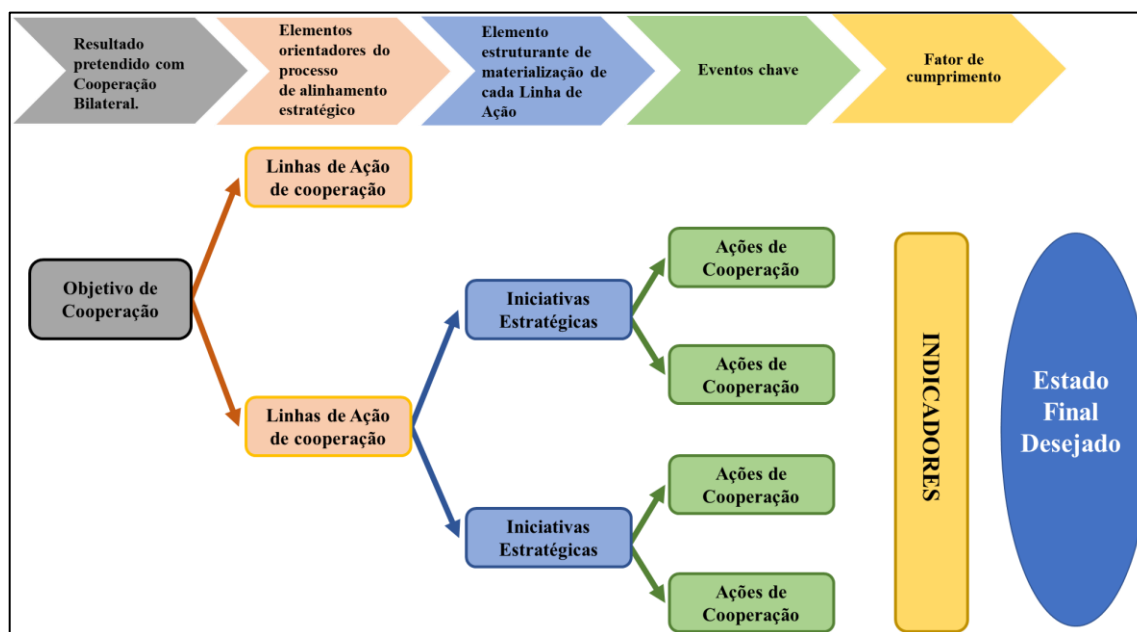 Resultado
pretendido com
Cooperação
Bilateral.
Elementos
orientadores do
processo
de alinhamento
estratégico
Elemento
estruturante de
materialização de
cada Linha de
Ação
Eventos chave
Fator de
cumprimento
Linhas de Ação
de cooperação
Objetivo de
Cooperação
Linhas de Ação
de cooperação
Iniciativas
Estratégicas
Iniciativas
Estratégicas
Ações de
Cooperação
Ações de
Cooperação
Ações de
Cooperação
Ações de
Cooperação
INDICADORES
Estado
Final
Desejado